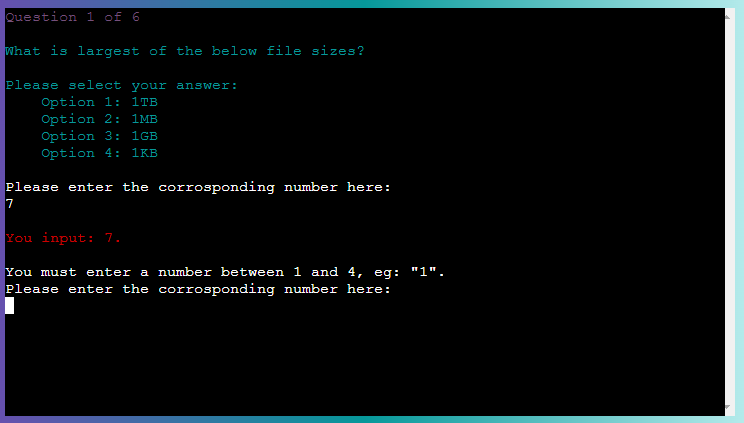 Question 1 of 6
What is largest of the below file sizes?
Please select your answer:
Option 1: 1TB
Option 2: 1MB
Option 3: 1GB
Option 4: 1KB
Please enter the corrosponding number here:
7
You input: 7.
You must enter a number between 1 and 4, eg: "1".
Please enter the corrosponding number here: